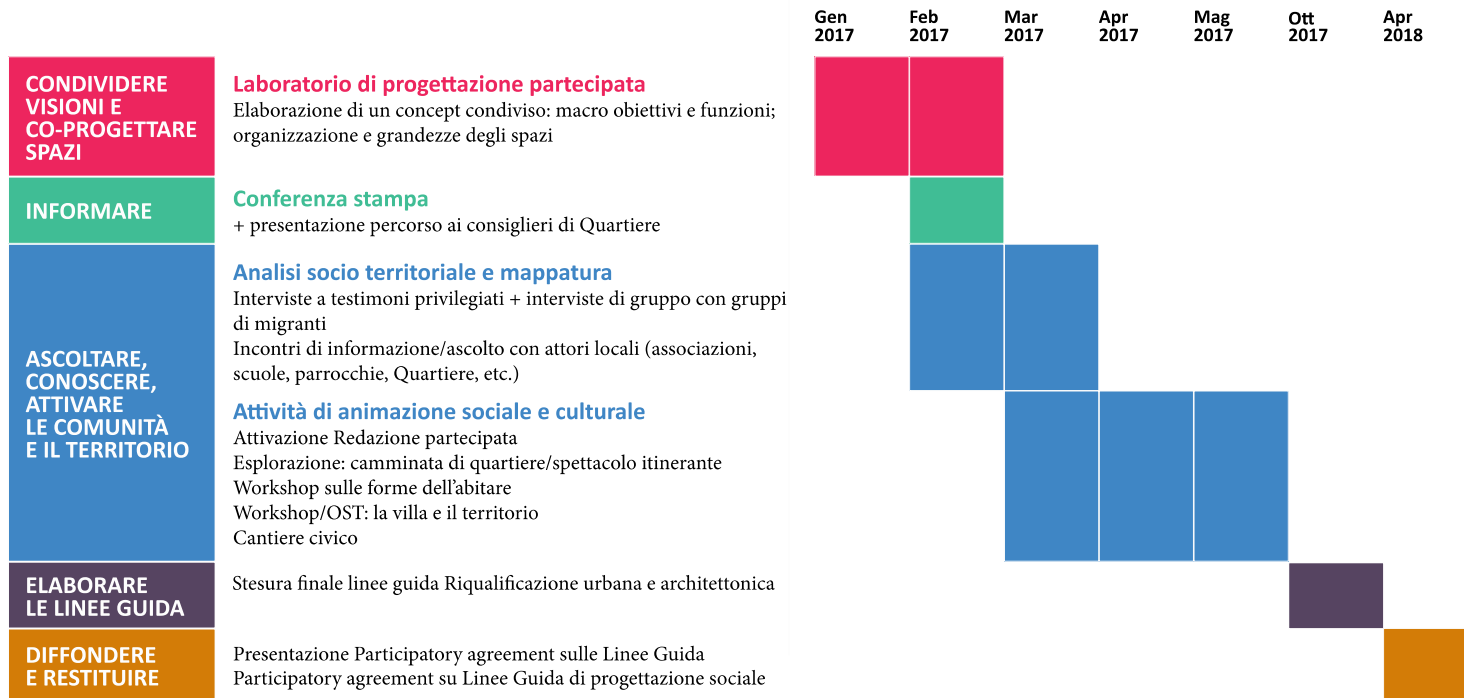 Gen
2017
Feb
2017
Mar
2017
Apr
2017
Mag
2017
Ott
2017
Apr
2018
CONDIVIDERE
VISIONI E
CO-PROGETTARE
SPAZI
Laboratorio di progettazione partecipata
Elaborazione di un concept condiviso: macro obiettivi e funzioni;
organizzazione e grandezze degli spazi
INFORMARE
Conferenza stampa
+ presentazione percorso ai consiglieri di Quartiere
ASCOLTARE,
CONOSCERE,
ATTIVARE
LE COMUNITÀ
E IL TERRITORIO
Analisi socio territoriale e mappatura
Interviste a testimoni privilegiati + interviste di gruppo con gruppi
di migranti
Incontri di informazione/ascolto con attori locali (associazioni,
scuole, parrocchie, Quartiere, etc.)
Attività di animazione sociale e culturale
Attivazione Redazione partecipata
Esplorazione: camminata di quartiere/spettacolo itinerante
Workshop sulle forme dell’abitare
Workshop/OST: la villa e il territorio
Cantiere civico
ELABORARE
LE LINEE GUIDA
Stesura finale linee guida Riqualificazione urbana e architettonica
DIFFONDERE
E RESTITUIRE
Presentazione Participatory agreement sulle Linee Guida
Participatory agreement su Linee Guida di progettazione sociale